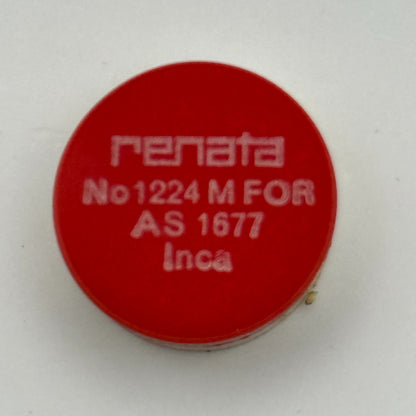 renata
No 1224 M FOR
AS 1677
Inca